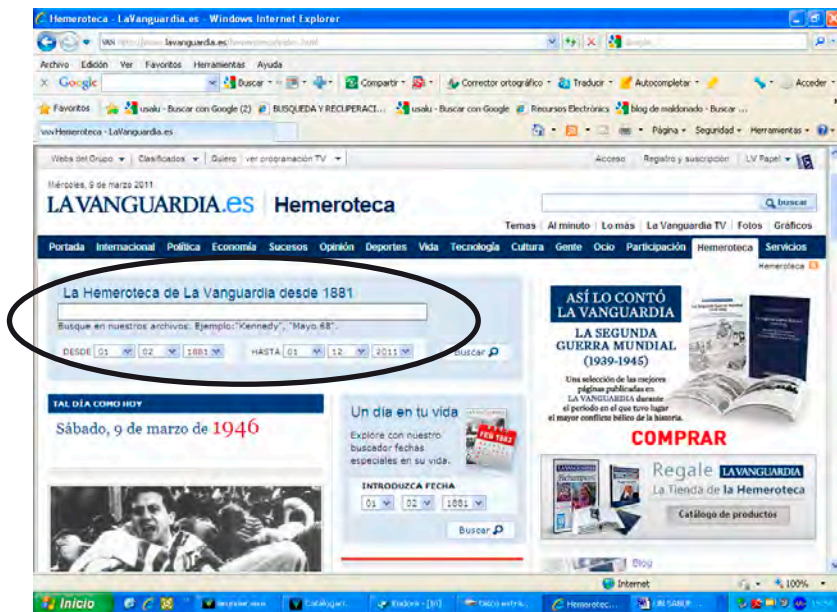 Hemeroteca - LaVanguardia.es - Windows Internet Explorer
lavanguardia.es
Archivo Edición Ver Favoritos Herramientas Ayuda
x Google Buscar Compartir Corrector ortográfico Traducir Autocompletar Acceder
Favoritos usalu - Buscar con Google (2) BUSQUEDA Y RECUPERACI... usalu - Buscar con Google Recursos Electrònics blog de maldonado - Buscar ...
Hemeroteca - LaVanguardia.es Página Seguridad Herramientas
Webs del Grupo Clasificados Quiero ver programación TV Acceso Registro y suscripción LV Papel
Miércoles, 9 de marzo 2011
LAVANGUARDIA.es Hemeroteca buscar
Temas Al minuto Lo más La Vanguardia TV Fotos Gráficos
Portada Internacional Política Economía Sucesos Opinión Deportes Vida Tecnología Cultura Gente Ocio Participación Hemeroteca Servicios
Hemeroteca
La Hemeroteca de La Vanguardia desde 1881
Busque en nuestros archivos. Ejemplo:"Kennedy", "Mayo 68".
DESDE 01 02 1881 HASTA 01 12 2011 Buscar
ASÍ LO CONTÓ
LA VANGUARDIA
LA SEGUNDA
GUERRA MUNDIAL
(1939-1945)
Una selección de las mejores
páginas publicadas en
LA VANGUARDIA durante
el período en el que tuvo lugar
el mayor conflicto bélico de la historia.
COMPRAR
TAL DÍA COMO HOY
Sábado, 9 de marzo de 1946
Un día en tu vida
Explore con nuestro
buscador fechas
especiales en su vida.
FEB 1883
INTRODUZCA FECHA
01 02 1881
Buscar
Regale LAVANGUARDIA
La Tienda de la Hemeroteca
Catálogo de productos
Blog
Internet 100%
Inicio Catálogari... Eudora - [In] Disco extra... Hemerotec...